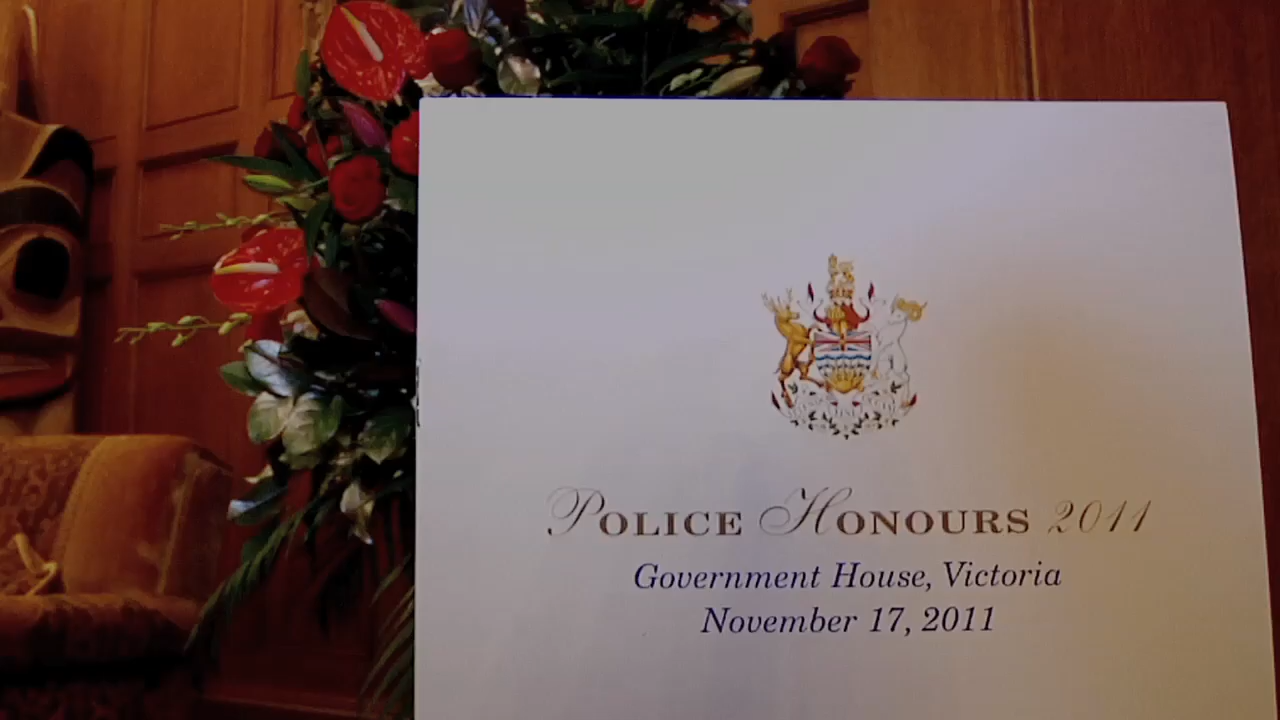 Police Honours 2011
Government House, Victoria
November 17, 2011